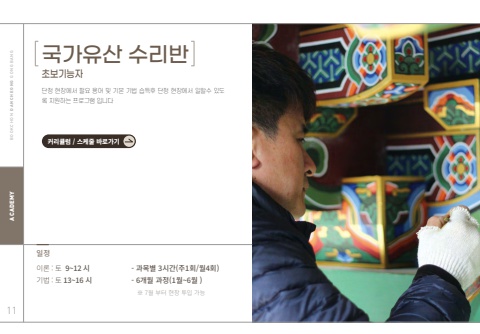 국가유산 수리반
초보기능자
단청 현장에서 필요 용어 및 기본 기법 습득후 단청 현장에서 일할수 있도
록 지원하는 프로그램 입니다
커리큘럼 / 스케줄 바로가기
ACADEMY
일정
이론 : 토 9~12 시
- 과목별 3시간(주1회/월4회)
기법 : 토 13~16 시
- 6개월 과정(1월~6월 )
※ 7월 부터 현장 투입 가능
11